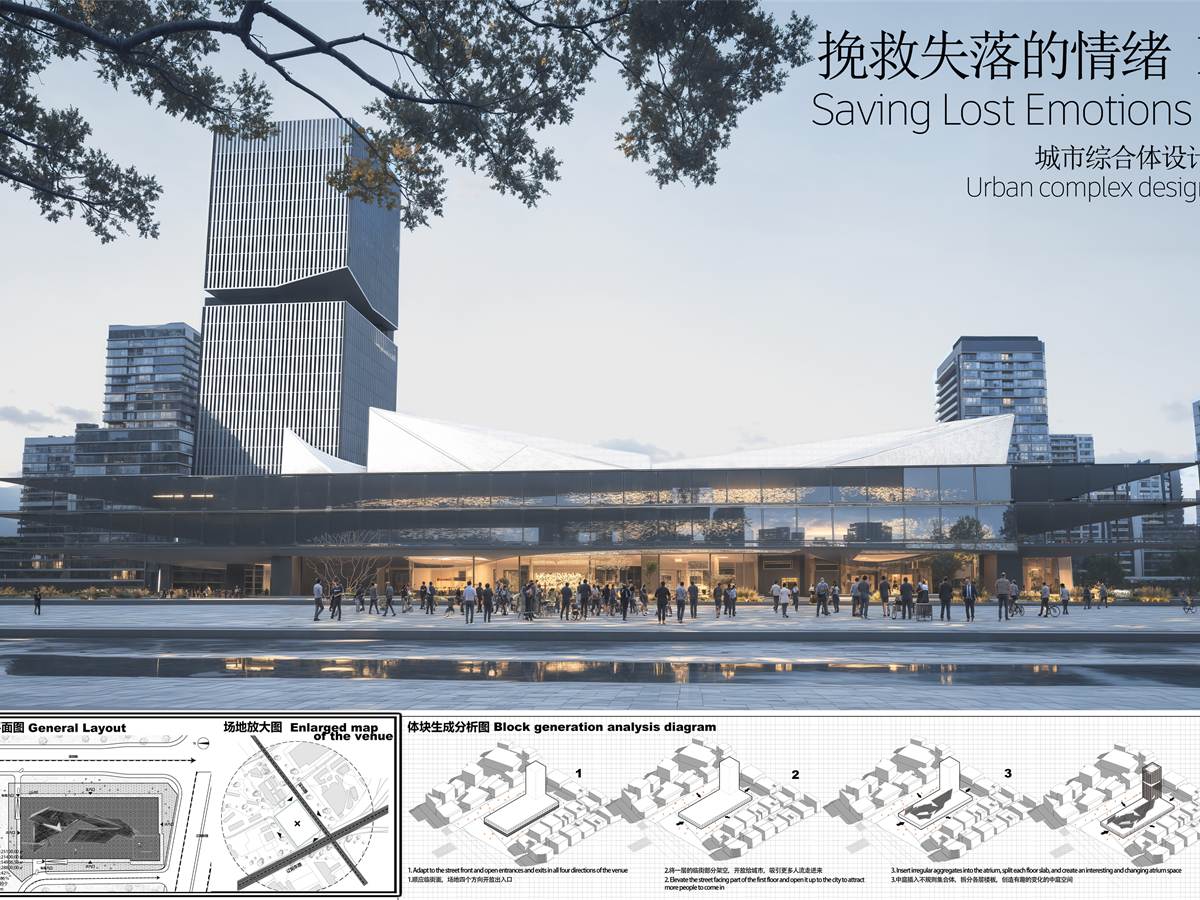 挽救失落的情绪
Saving Lost Emotions
城市综合体设计
Urban complex desig
面图 General Layout
场地放大图 Enlarged map
of the venue
体块生成分析图 Block generation analysis diagram
1
2
3
1. Adapt to the street front and open entrances and exits in all four directions of the venue
1.顺应临街面，场地四个方向开放出入口
2.将一层的临街部分架空，开放给城市，吸引更多人流走进来
2. Elevate the street facing part of the first floor and open it up to the city to attract
more people to come in
3. Insert irregular aggregates into the atrium, split each floor slab, and create an interesting and changing atrium space
3.中庭插入不规则集合体，拆分各层楼板，创造有趣的变化的中庭空间